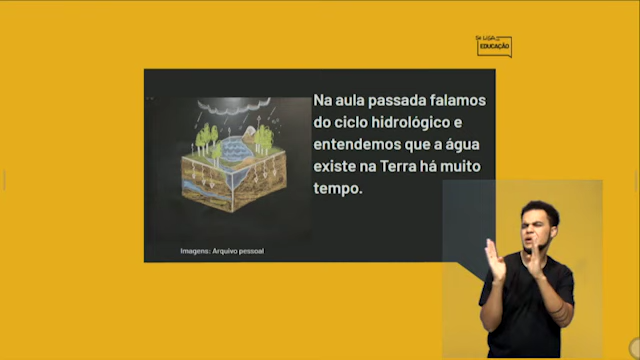 Se Liga...
EDUCAÇÃO
Na aula passada falamos
do ciclo hidrológico e
entendemos que a água
existe na Terra há muito
tempo.
Imagens: Arquivo pessoal